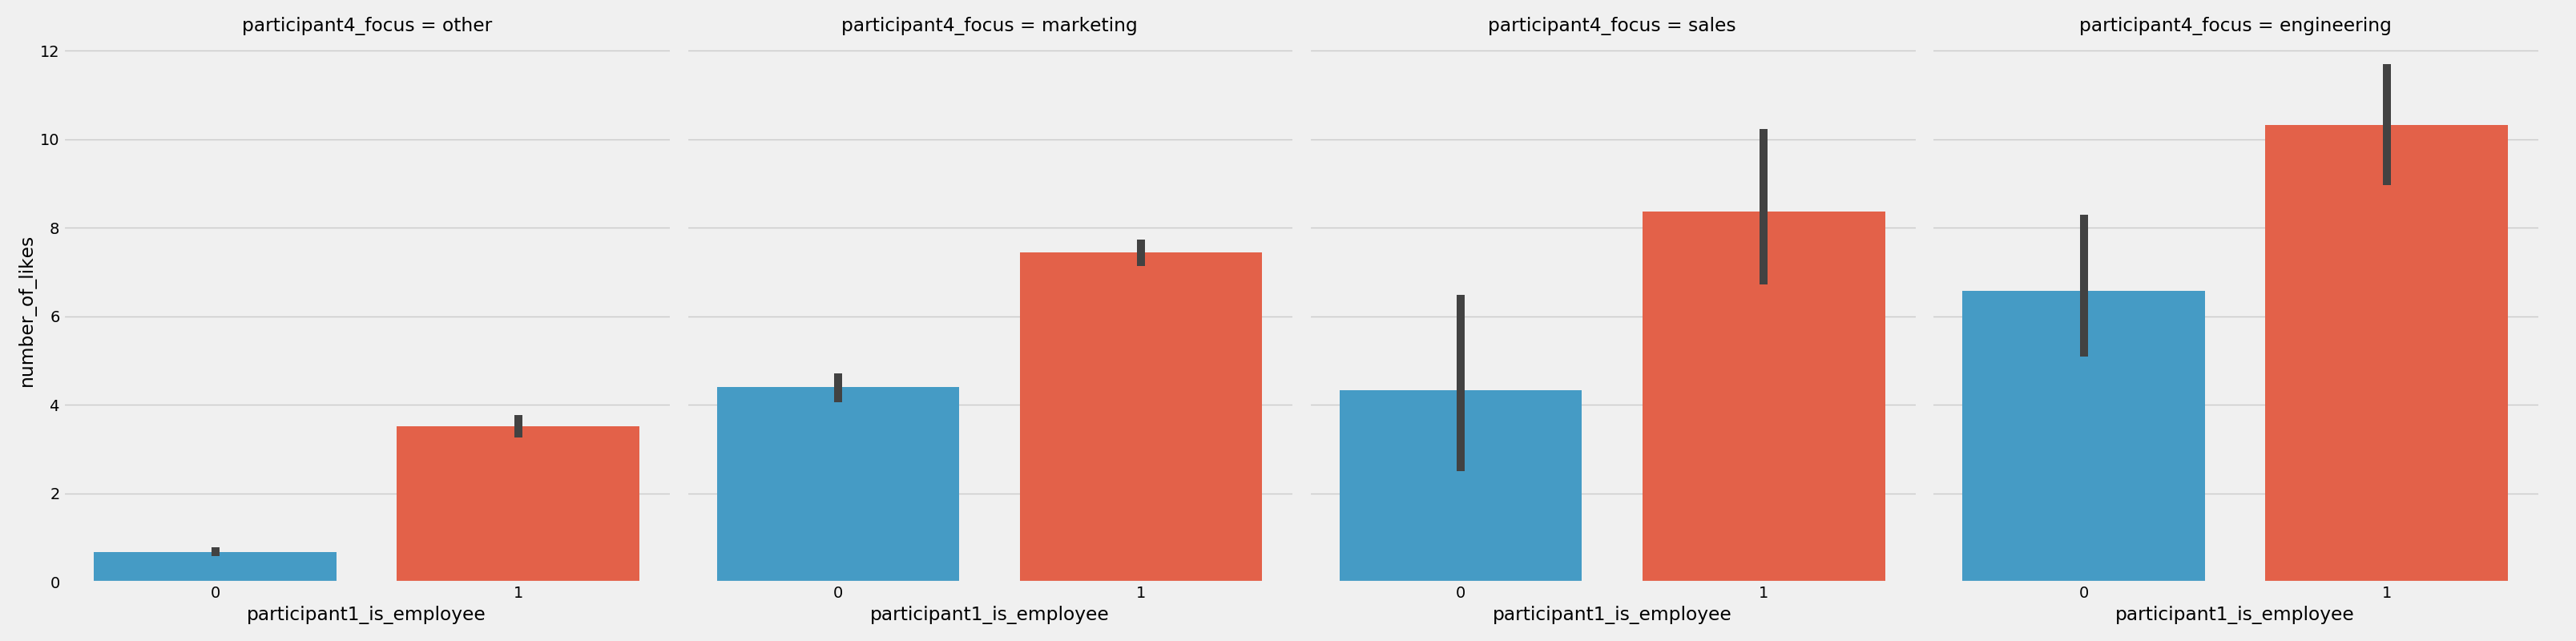 participant4_focus = other
participant4_focus = marketing
participant4_focus = sales
participant4_focus = engineering
12
10
8
6
4
2
0
number_of_likes
0 1
0 1
0 1
0 1
participant1_is_employee
participant1_is_employee
participant1_is_employee
participant1_is_employee